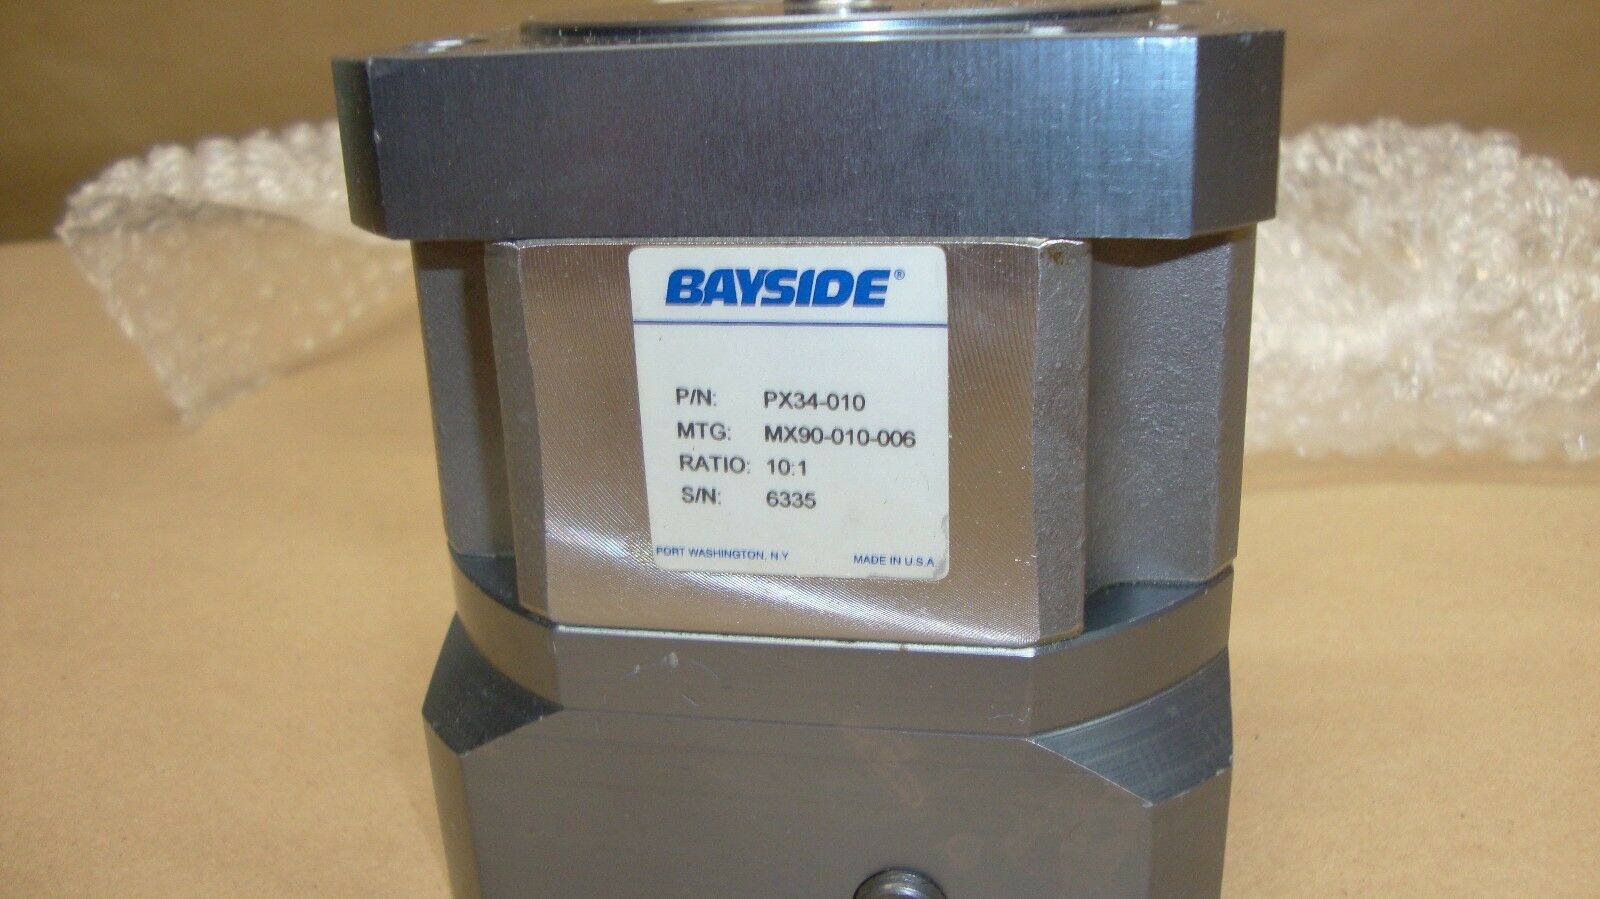 BAYSIDE®
P/N: PX34-010
MTG: MX90-010-006
RATIO: 10:1
S/N: 6335
PORT WASHINGTON, N.Y MADE IN U.S.A.